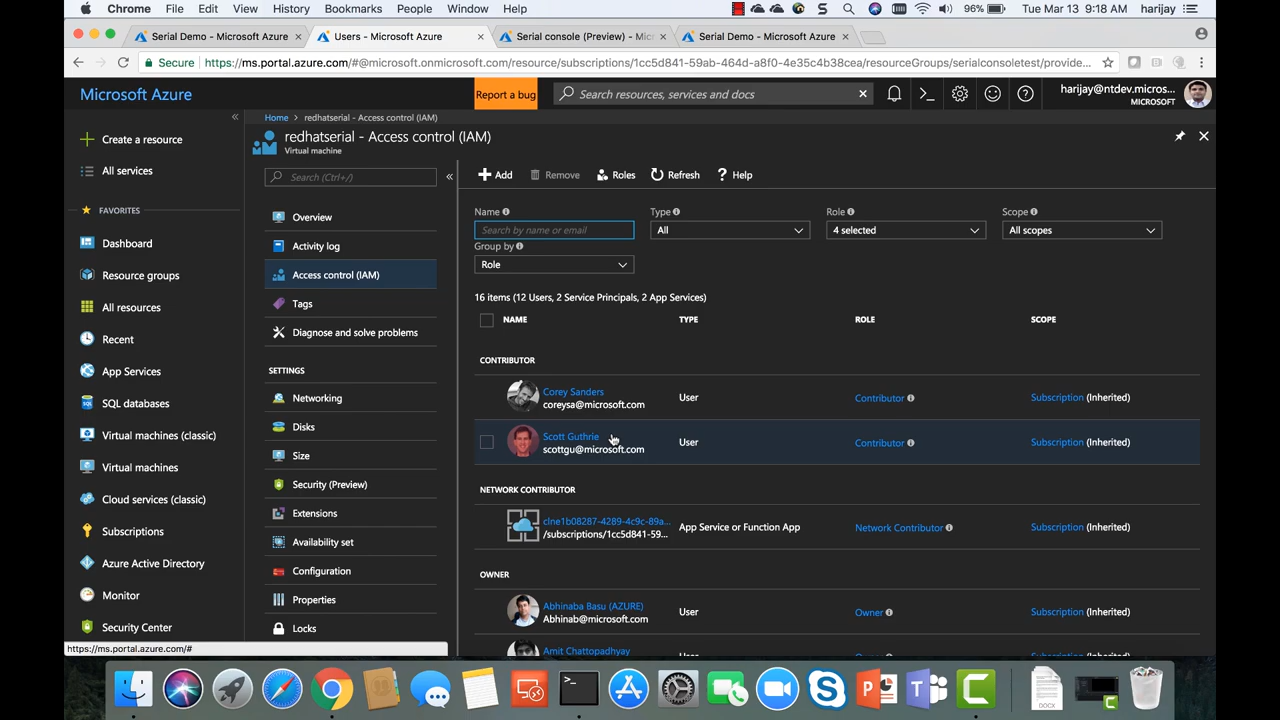 Chrome File Edit View History Bookmarks People Window Help 96% Tue Mar 13 9:18 AM harijay
Serial Demo - Microsoft Azure Users - Microsoft Azure Serial console (Preview) - Mic Serial Demo - Microsoft Azure
Secure https://ms.portal.azure.com/#@microsoft.onmicrosoft.com/resource/subscriptions/1cc5d841-59ab-464d-a8f0-4e35c4b38cea/resourceGroups/serialconsoletest/provide...
Microsoft Azure
Report a bug
Search resources, services and docs
harijay@ntdev.micros...
MICROSOFT
Create a resource
All services
FAVORITES
Dashboard
Resource groups
All resources
Recent
App Services
SQL databases
Virtual machines (classic)
Virtual machines
Cloud services (classic)
Subscriptions
Azure Active Directory
Monitor
Security Center
https://ms.portal.azure.com/#
Home > redhatserial - Access control (IAM)
redhatserial - Access control (IAM)
Virtual machine
Search (Ctrl+/)
Overview
Activity log
Access control (IAM)
Tags
Diagnose and solve problems
SETTINGS
Networking
Disks
Size
Security (Preview)
Extensions
Availability set
Configuration
Properties
Locks
Add Remove Roles Refresh Help
Name Type Role Scope
Search by name or email All 4 selected All scopes
Group by
Role
16 items (12 Users, 2 Service Principals, 2 App Services)
NAME TYPE ROLE SCOPE
CONTRIBUTOR
Corey Sanders
coreysa@microsoft.com
User Contributor Subscription (Inherited)
Scott Guthrie
scottgu@microsoft.com
User Contributor Subscription (Inherited)
NETWORK CONTRIBUTOR
clne1b08287-4289-4c9c-89a...
/subscriptions/1cc5d841-59...
App Service or Function App Network Contributor Subscription (Inherited)
OWNER
Abhinaba Basu (AZURE)
Abhinab@microsoft.com
User Owner Subscription (Inherited)
Amit Chattopadhyay